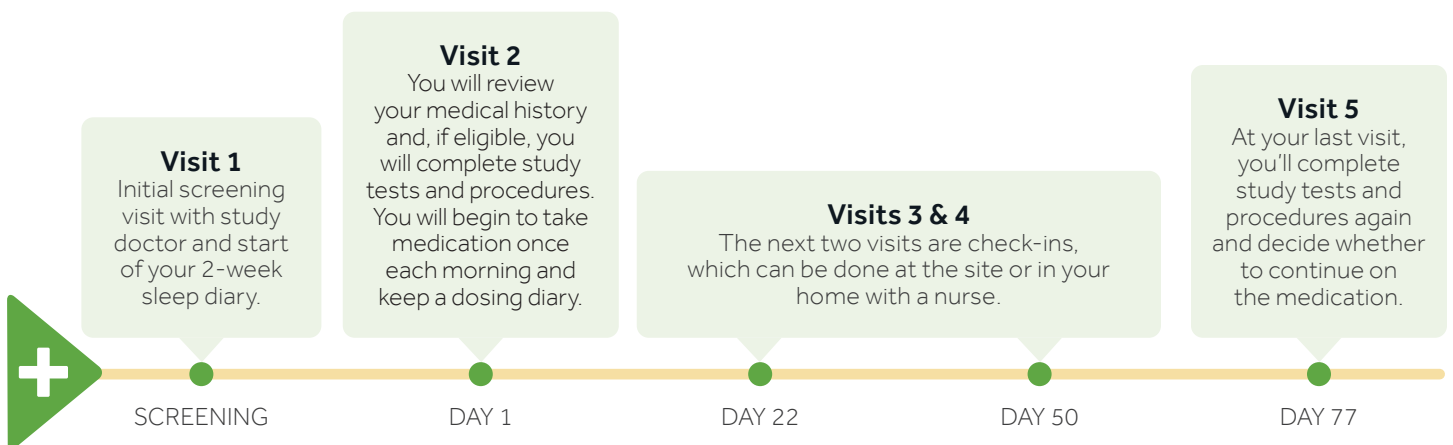 Visit 1
Initial screening
visit with study
doctor and start
of your 2-week
sleep diary.
Visit 2
You will review
your medical history
and, if eligible, you
will complete study
tests and procedures.
You will begin to take
medication once
each morning and
keep a dosing diary.
Visits 3 & 4
The next two visits are check-ins,
which can be done at the site or in your
home with a nurse.
Visit 5
At your last visit,
you'll complete
study tests and
procedures again
and decide whether
to continue on
the medication.
SCREENING
DAY 1
DAY 22
DAY 50
DAY 77